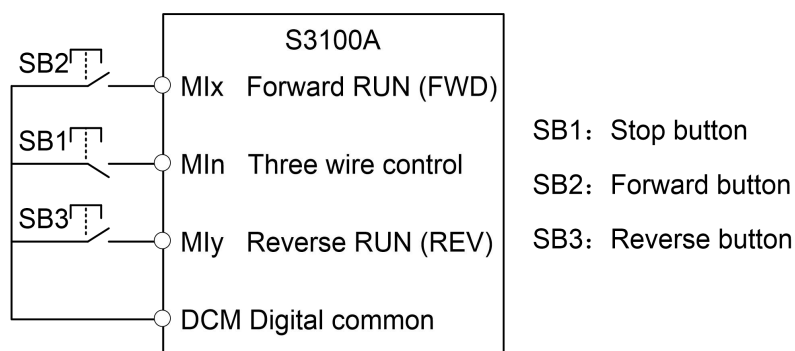 S3100A
SB2
MIx Forward RUN (FWD)
SB1
MIn Three wire control
SB3
MIy Reverse RUN (REV)
DCM Digital common
SB1：Stop button
SB2：Forward button
SB3：Reverse button